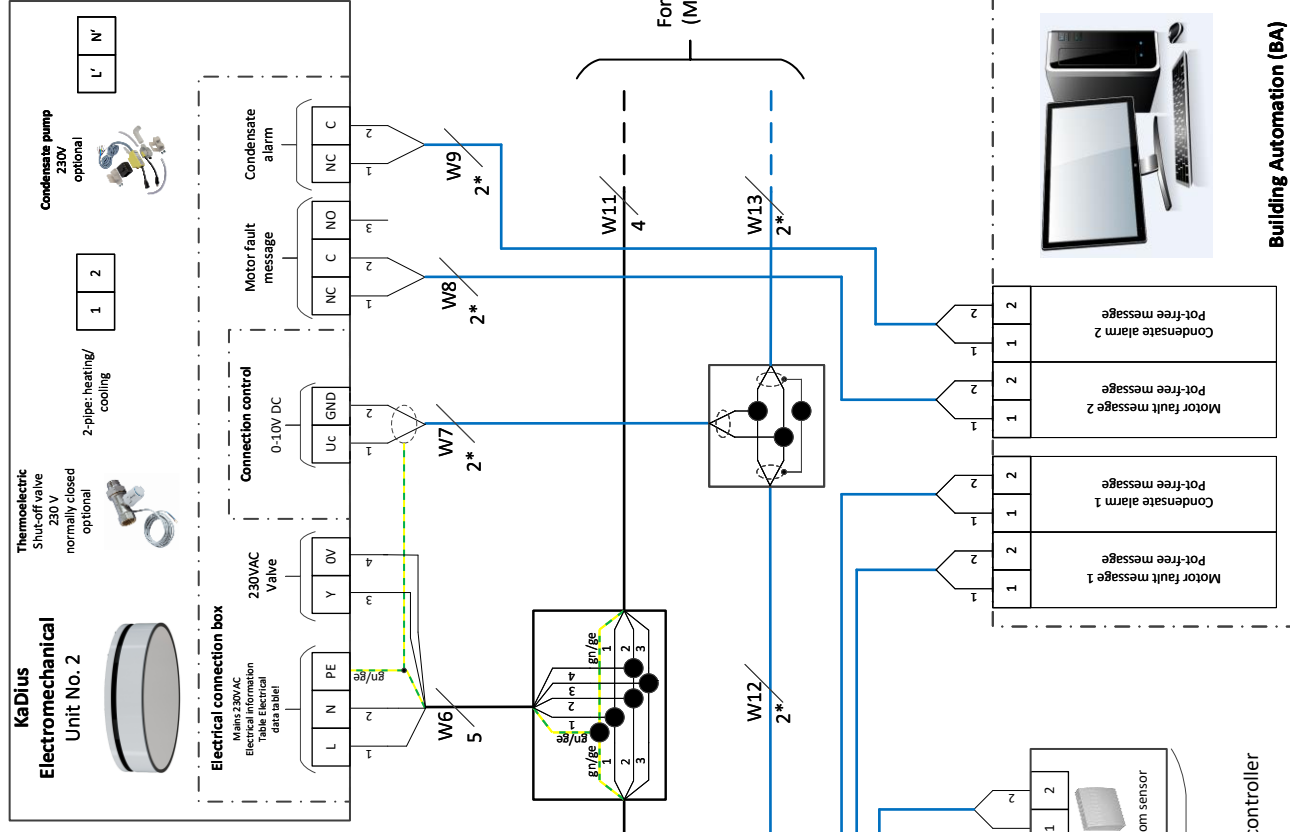 KaDius
Electromechanical
Unit No. 2
Thermoelectric
Shut-off valve
230 V
normally closed
optional
2-pipe: heating/
cooling
1 2
Condensate pump
230V
optional
L' N'
Electrical connection box
Mains 230VAC
Electrical information
Table Electrical
data table!
230VAC
Valve
Connection control
0-10V DC
Motor fault
message
Condensate
alarm
L N PE
Y 0V
Uc GND
NC C NO
NC C
1 2 gn/ge
3 4
1 2
1 2 3
1 2
W6
5
W7
2*
W8
2*
W9
2*
gn/ge 1 2 3 4
gn/ge
1
2
3
gn/ge
1
2
3
W11
4
W12
2*
W13
2*
For
(M
1 2
1 2
Motor fault message 1
Pot-free message
1 2
1 2
Condensate alarm 1
Pot-free message
1 2
1 2
Motor fault message 2
Pot-free message
1 2
1 2
Condensate alarm 2
Pot-free message
Building Automation (BA)
2
1 2
om sensor
controller